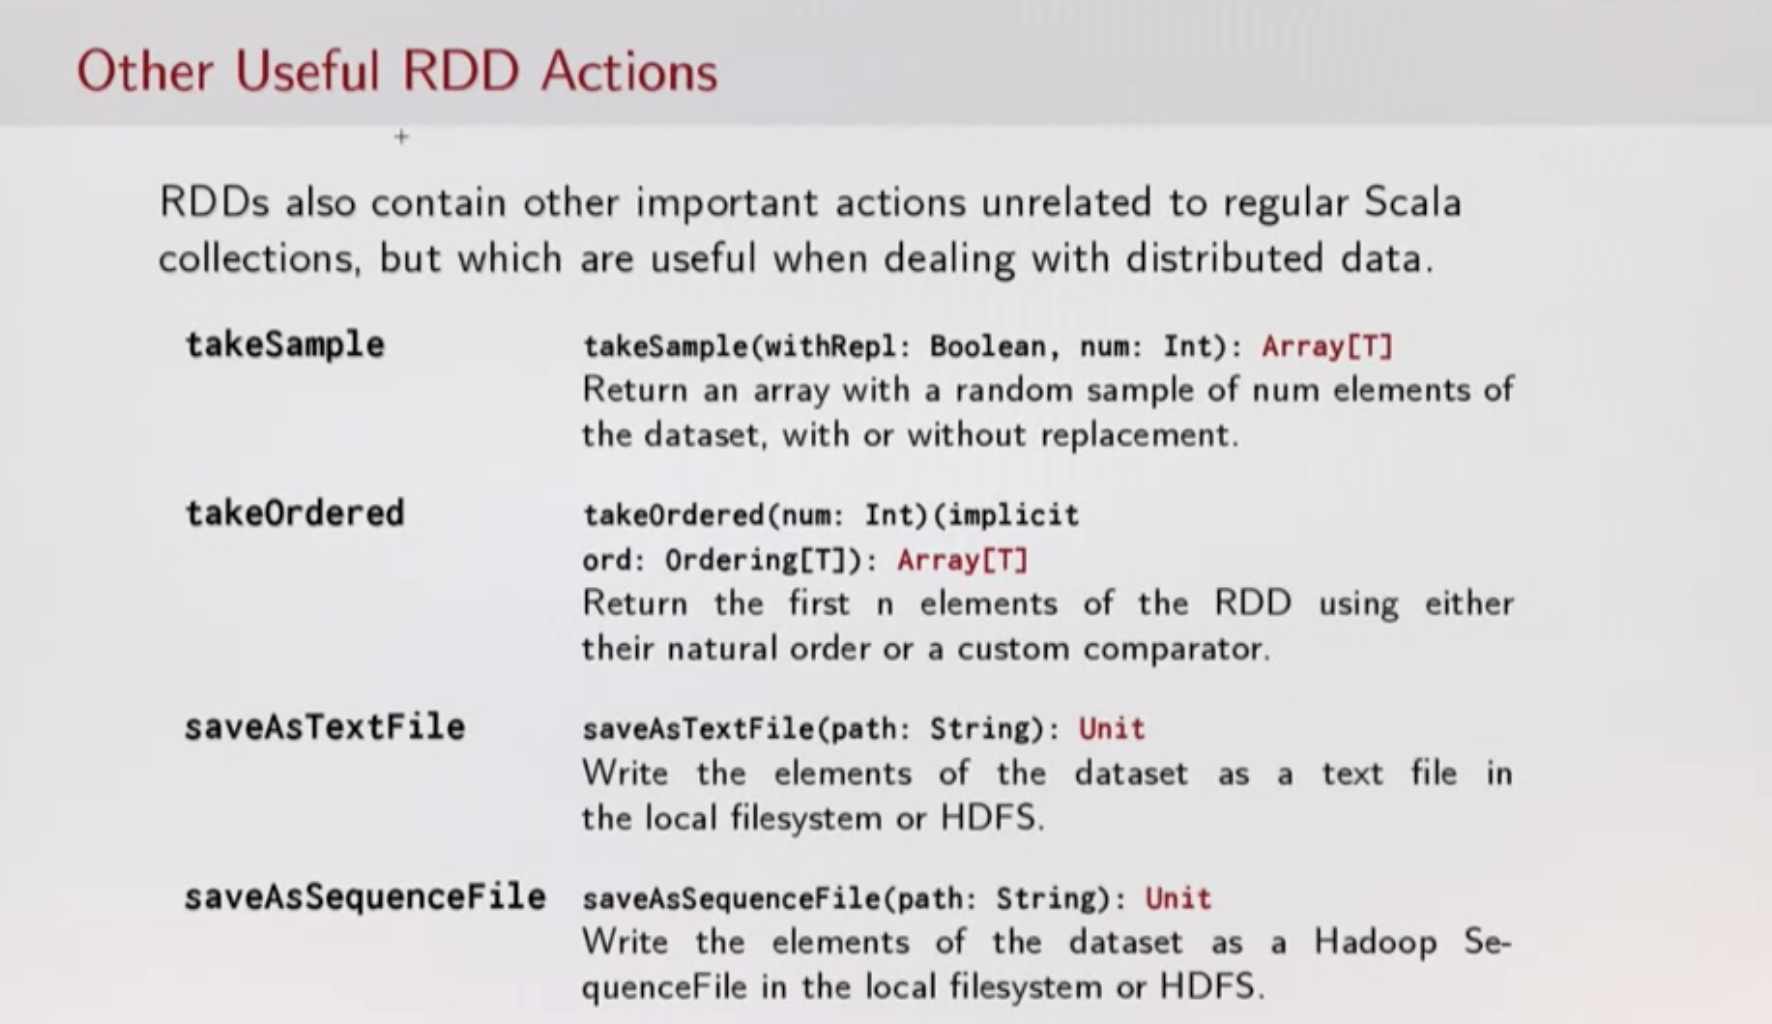 Other Useful RDD Actions
RDDs also contain other important actions unrelated to regular Scala
collections, but which are useful when dealing with distributed data.
takeSample takeSample(withRepl: Boolean, num: Int): Array[T]
Return an array with a random sample of num elements of
the dataset, with or without replacement.
takeOrdered takeOrdered(num: Int)(implicit
ord: Ordering[T]): Array[T]
Return the first n elements of the RDD using either
their natural order or a custom comparator.
saveAsTextFile saveAsTextFile(path: String): Unit
Write the elements of the dataset as a text file in
the local filesystem or HDFS.
saveAsSequenceFile saveAsSequenceFile(path: String): Unit
Write the elements of the dataset as a Hadoop Se-
quenceFile in the local filesystem or HDFS.